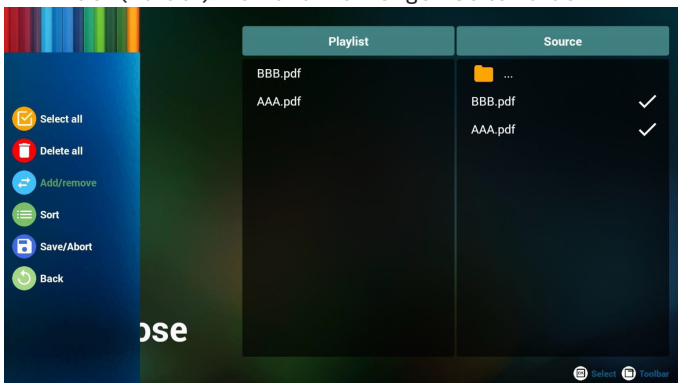 Playlist
Source
BBB.pdf
AAA.pdf
...
BBB.pdf
AAA.pdf
Select all
Delete all
Add/remove
Sort
Save/Abort
Back
ose
Select
Toolbar